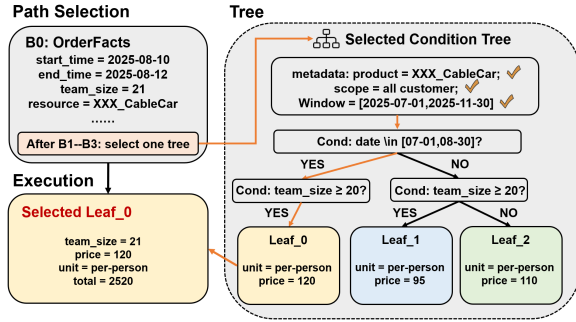 Path Selection
B0: OrderFacts
start_time = 2025-08-10
end_time = 2025-08-12
team_size = 21
resource = XXX_CableCar
......
After B1--B3: select one tree
Execution
Selected Leaf_0
team_size = 21
price = 120
unit = per-person
total = 2520
Tree
Selected Condition Tree
metadata: product = XXX_CableCar;
scope = all customer;
Window = [2025-07-01,2025-11-30]
Cond: date \in [07-01,08-30]?
YES
NO
Cond: team_size ≥ 20?
Cond: team_size ≥ 20?
YES
YES
NO
Leaf_0
unit = per-person
price = 120
Leaf_1
unit = per-person
price = 95
Leaf_2
unit = per-person
price = 110